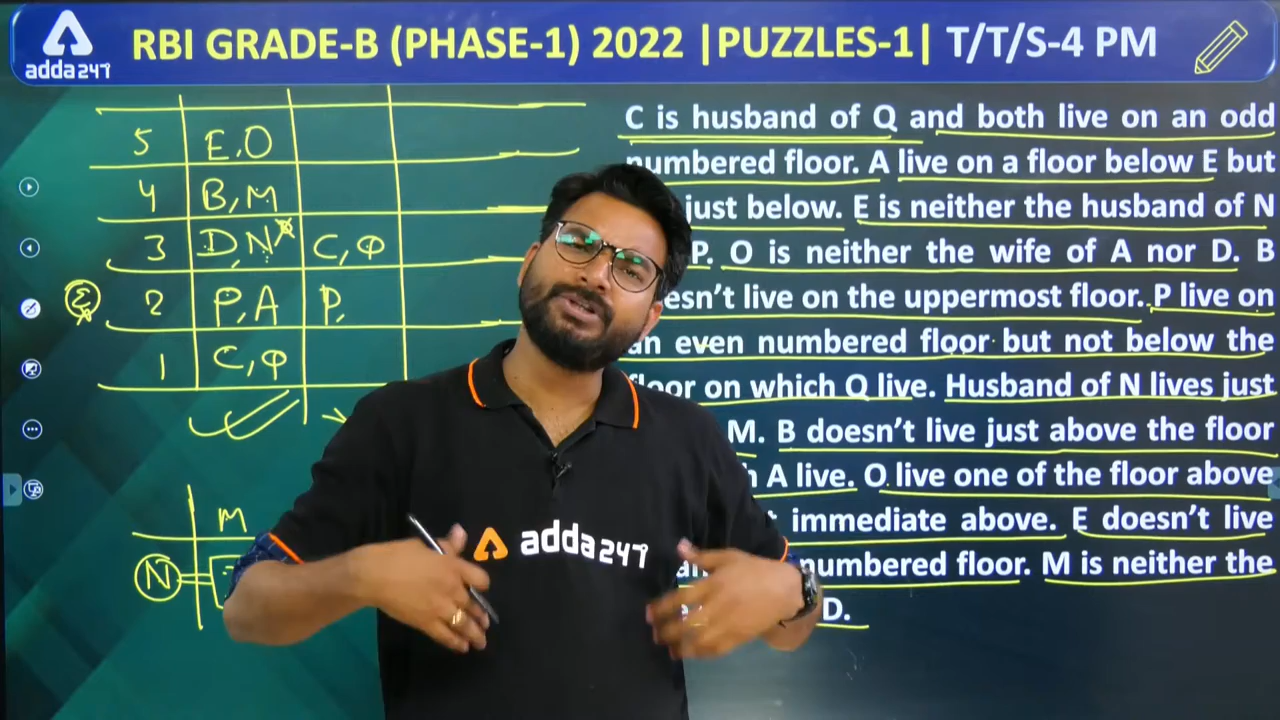 adda247
RBI GRADE-B (PHASE-1) 2022 |PUZZLES-1| T/T/S-4 PM
5 E,O
4 B,M
3 D,N C,Q
2 P,A P,
1 C,Q
M
N
C is husband of Q and both live on an odd
numbered floor. A live on a floor below E but
just below. E is neither the husband of N
P. O is neither the wife of A nor D. B
esn't live on the uppermost floor. P live on
an even numbered floor but not below the
floor on which Q live. Husband of N lives just
M. B doesn't live just above the floor
A live. O live one of the floor above
immediate above. E doesn't live
numbered floor. M is neither the
D.
adda247